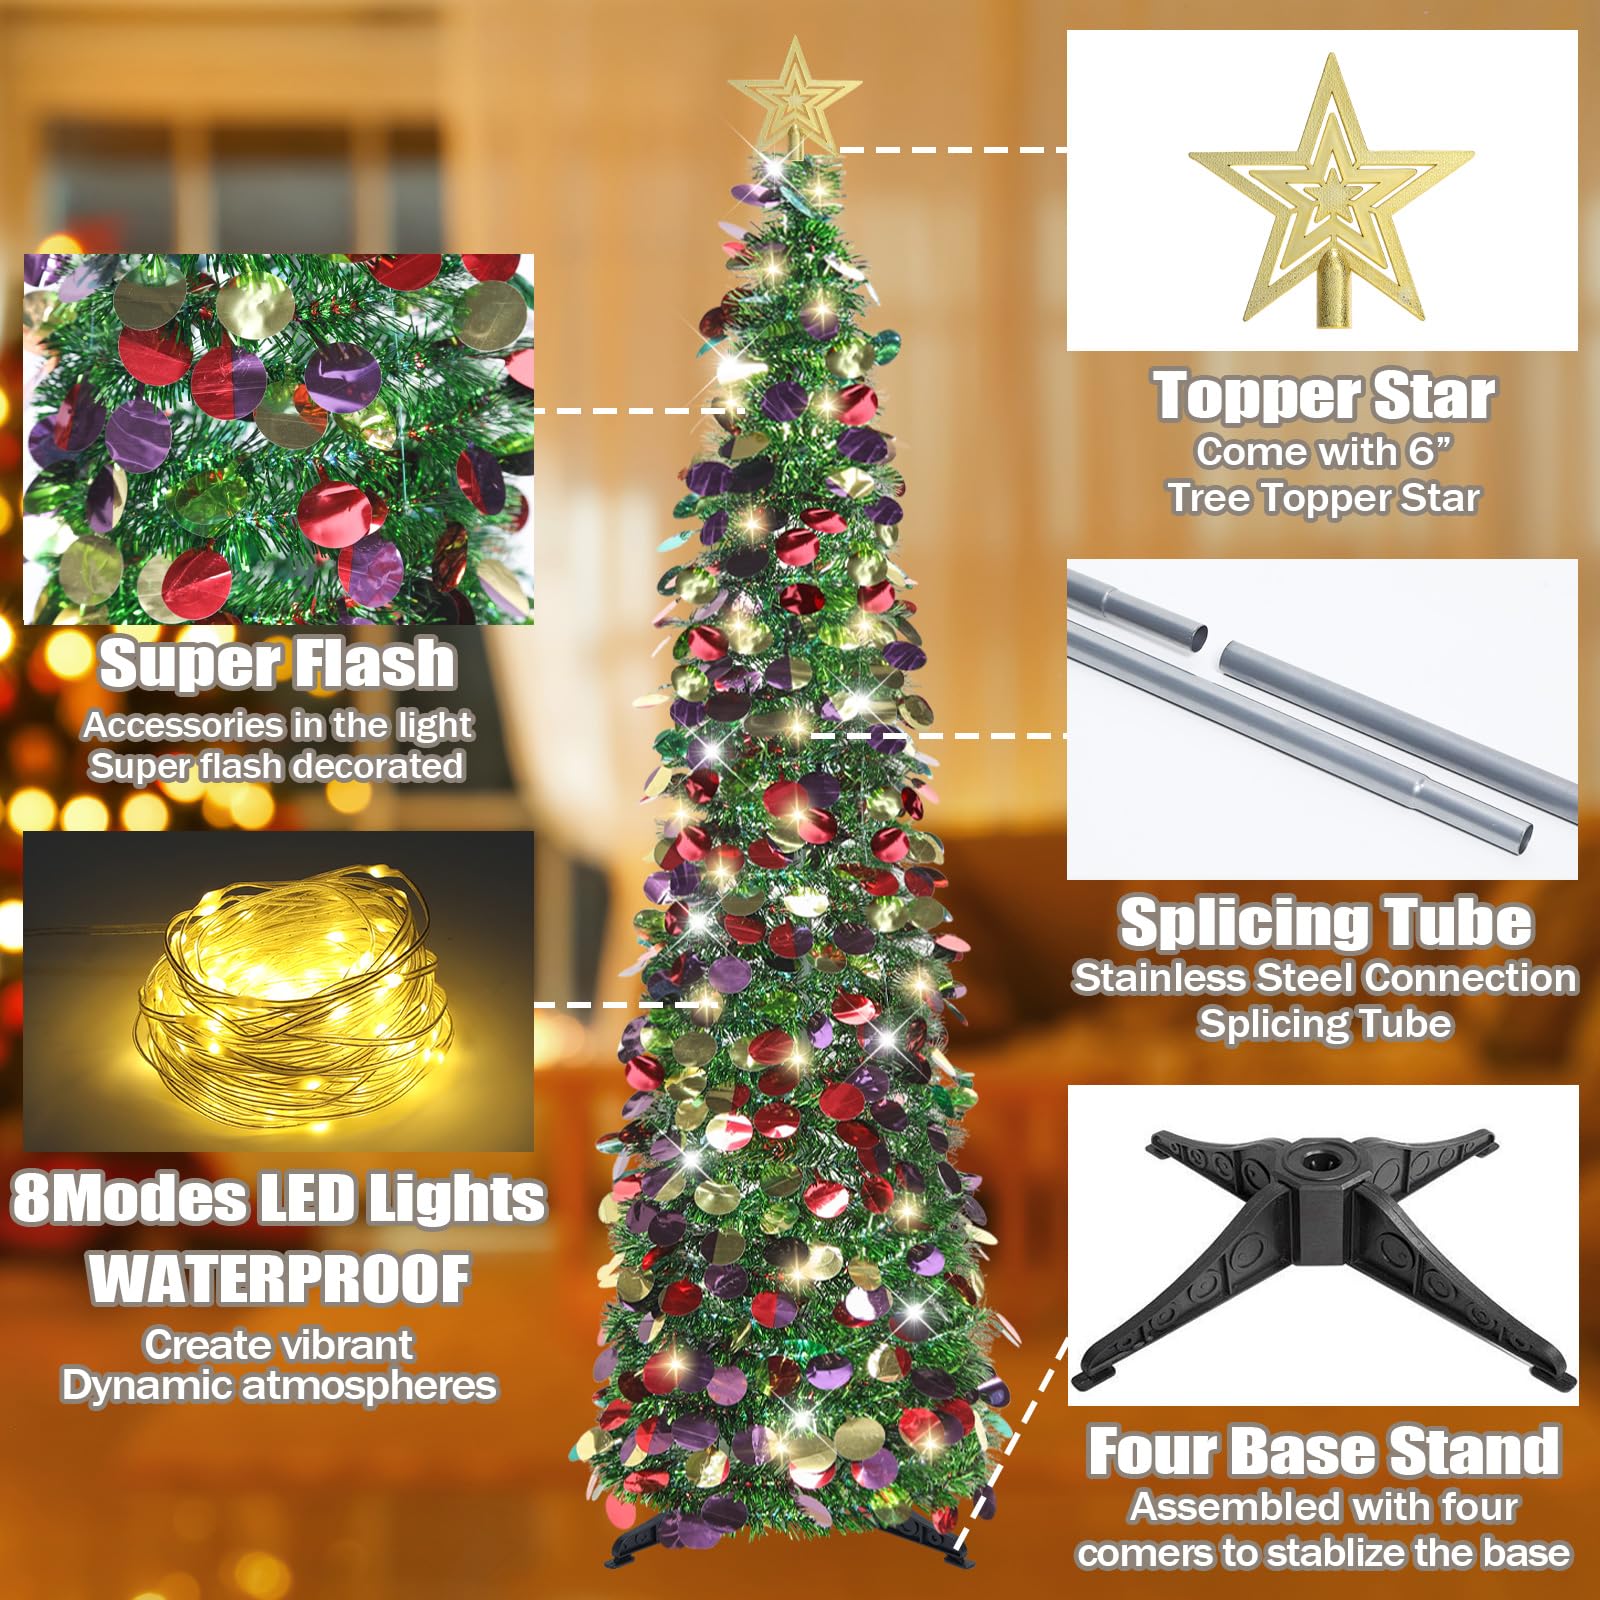 Topper Star
Come with 6”
Tree Topper Star
Super Flash
Accessories in the light
Super flash decorated
Splicing Tube
Stainless Steel Connection
Splicing Tube
8Modes LED Lights
WATERPROOF
Create vibrant
Dynamic atmospheres
Four Base Stand
Assembled with four
comers to stablize the base